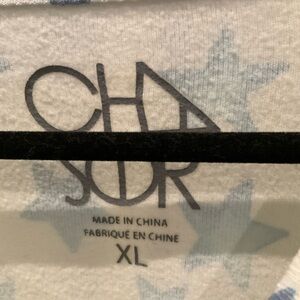 CHA
SER
MADE IN CHINA
FABRIQUÉ EN CHINE
XL